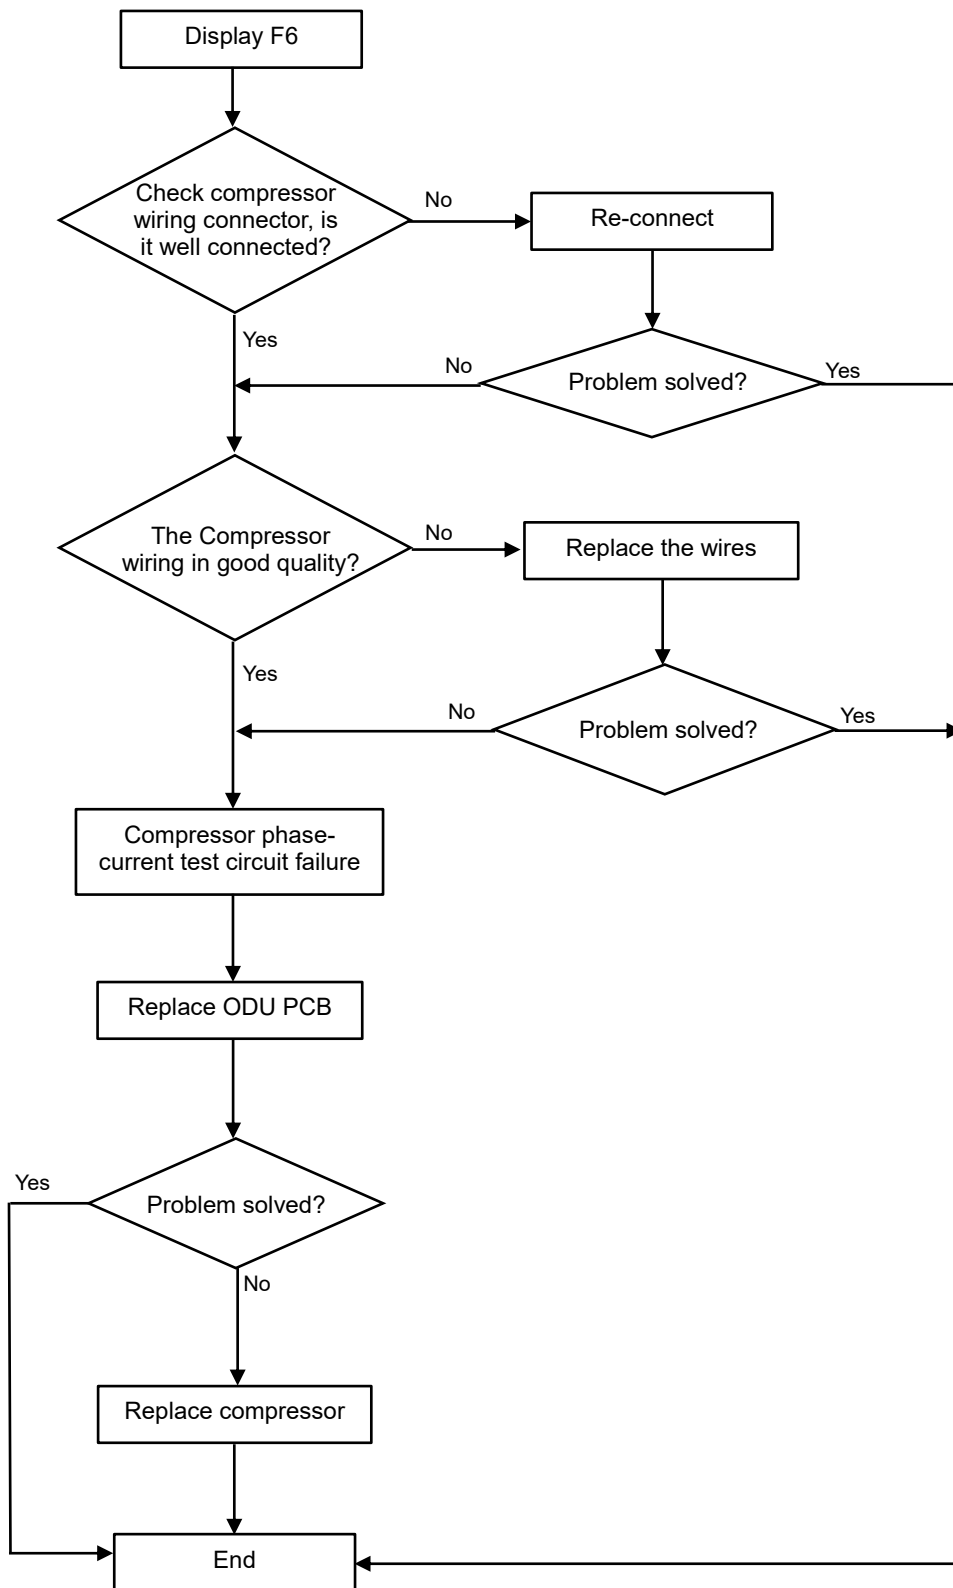 Display F6
Check compressor
wiring connector, is
it well connected?
No
Re-connect
Yes
No
Problem solved?
Yes
The Compressor
wiring in good quality?
No
Replace the wires
Yes
No
Problem solved?
Yes
Compressor phase-
current test circuit failure
Replace ODU PCB
Yes
Problem solved?
No
Replace compressor
End